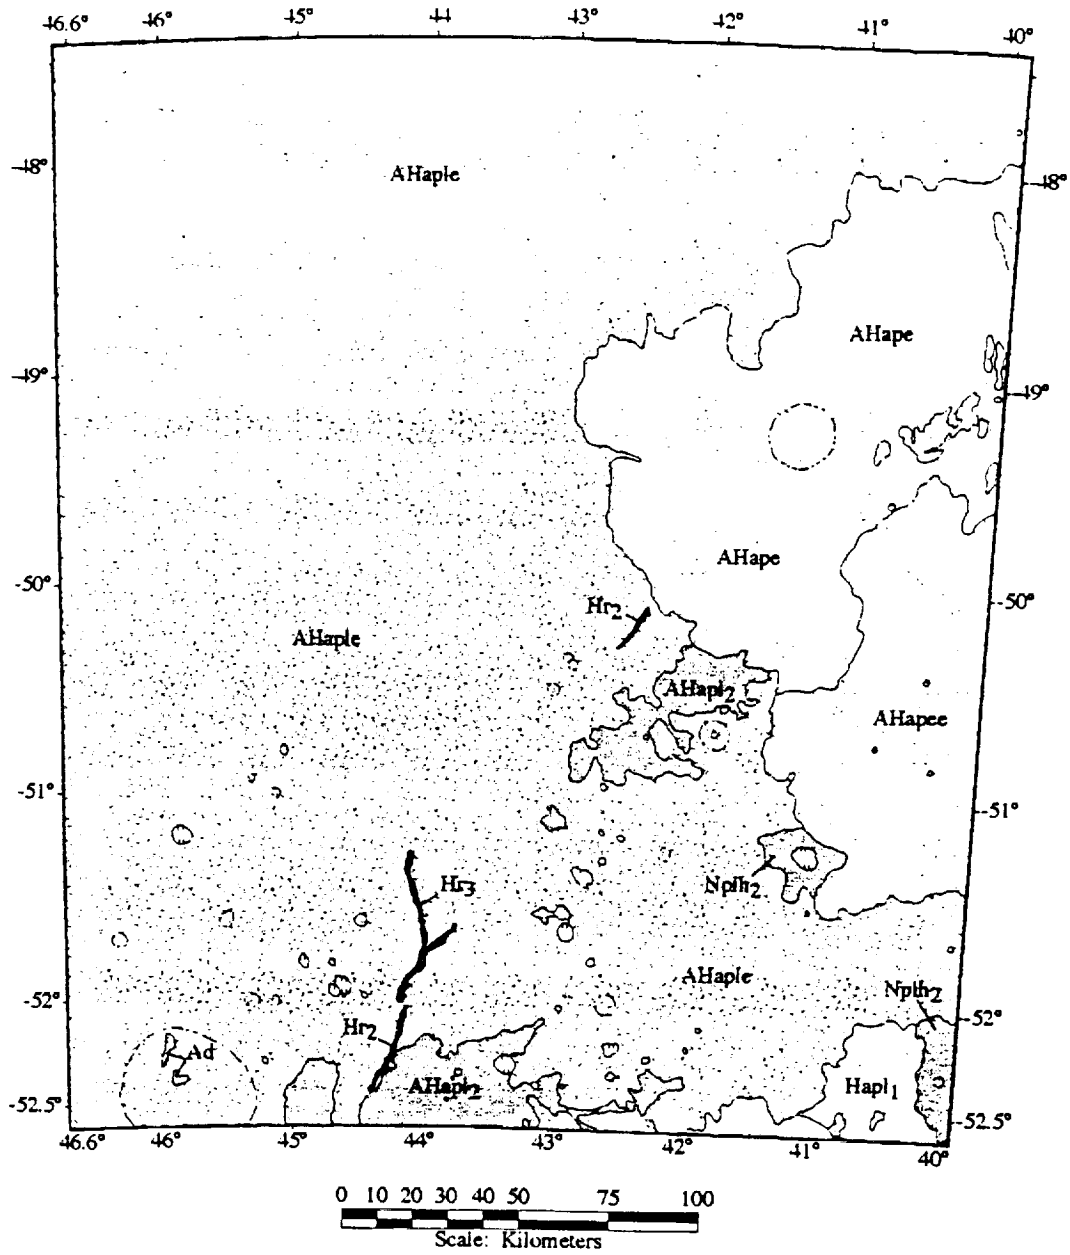 46.6° 46° 45° 44 43° 42° 41° 40°
-48° AHaple -48°
AHape
-49° -49°
AHape
-50° Hr2 -50°
AHaple
AHapl2
AHapee
-51° -51°
Hr3 Nplh2
AHaple
-52° Nplh2 -52°
Hr2
Ad
AHapl2 Hapl1
-52.5° -52.5°
46.6° 46° 45° 44° 43° 42° 41° 40°
0 10 20 30 40 50 75 100
Scale: Kilometers